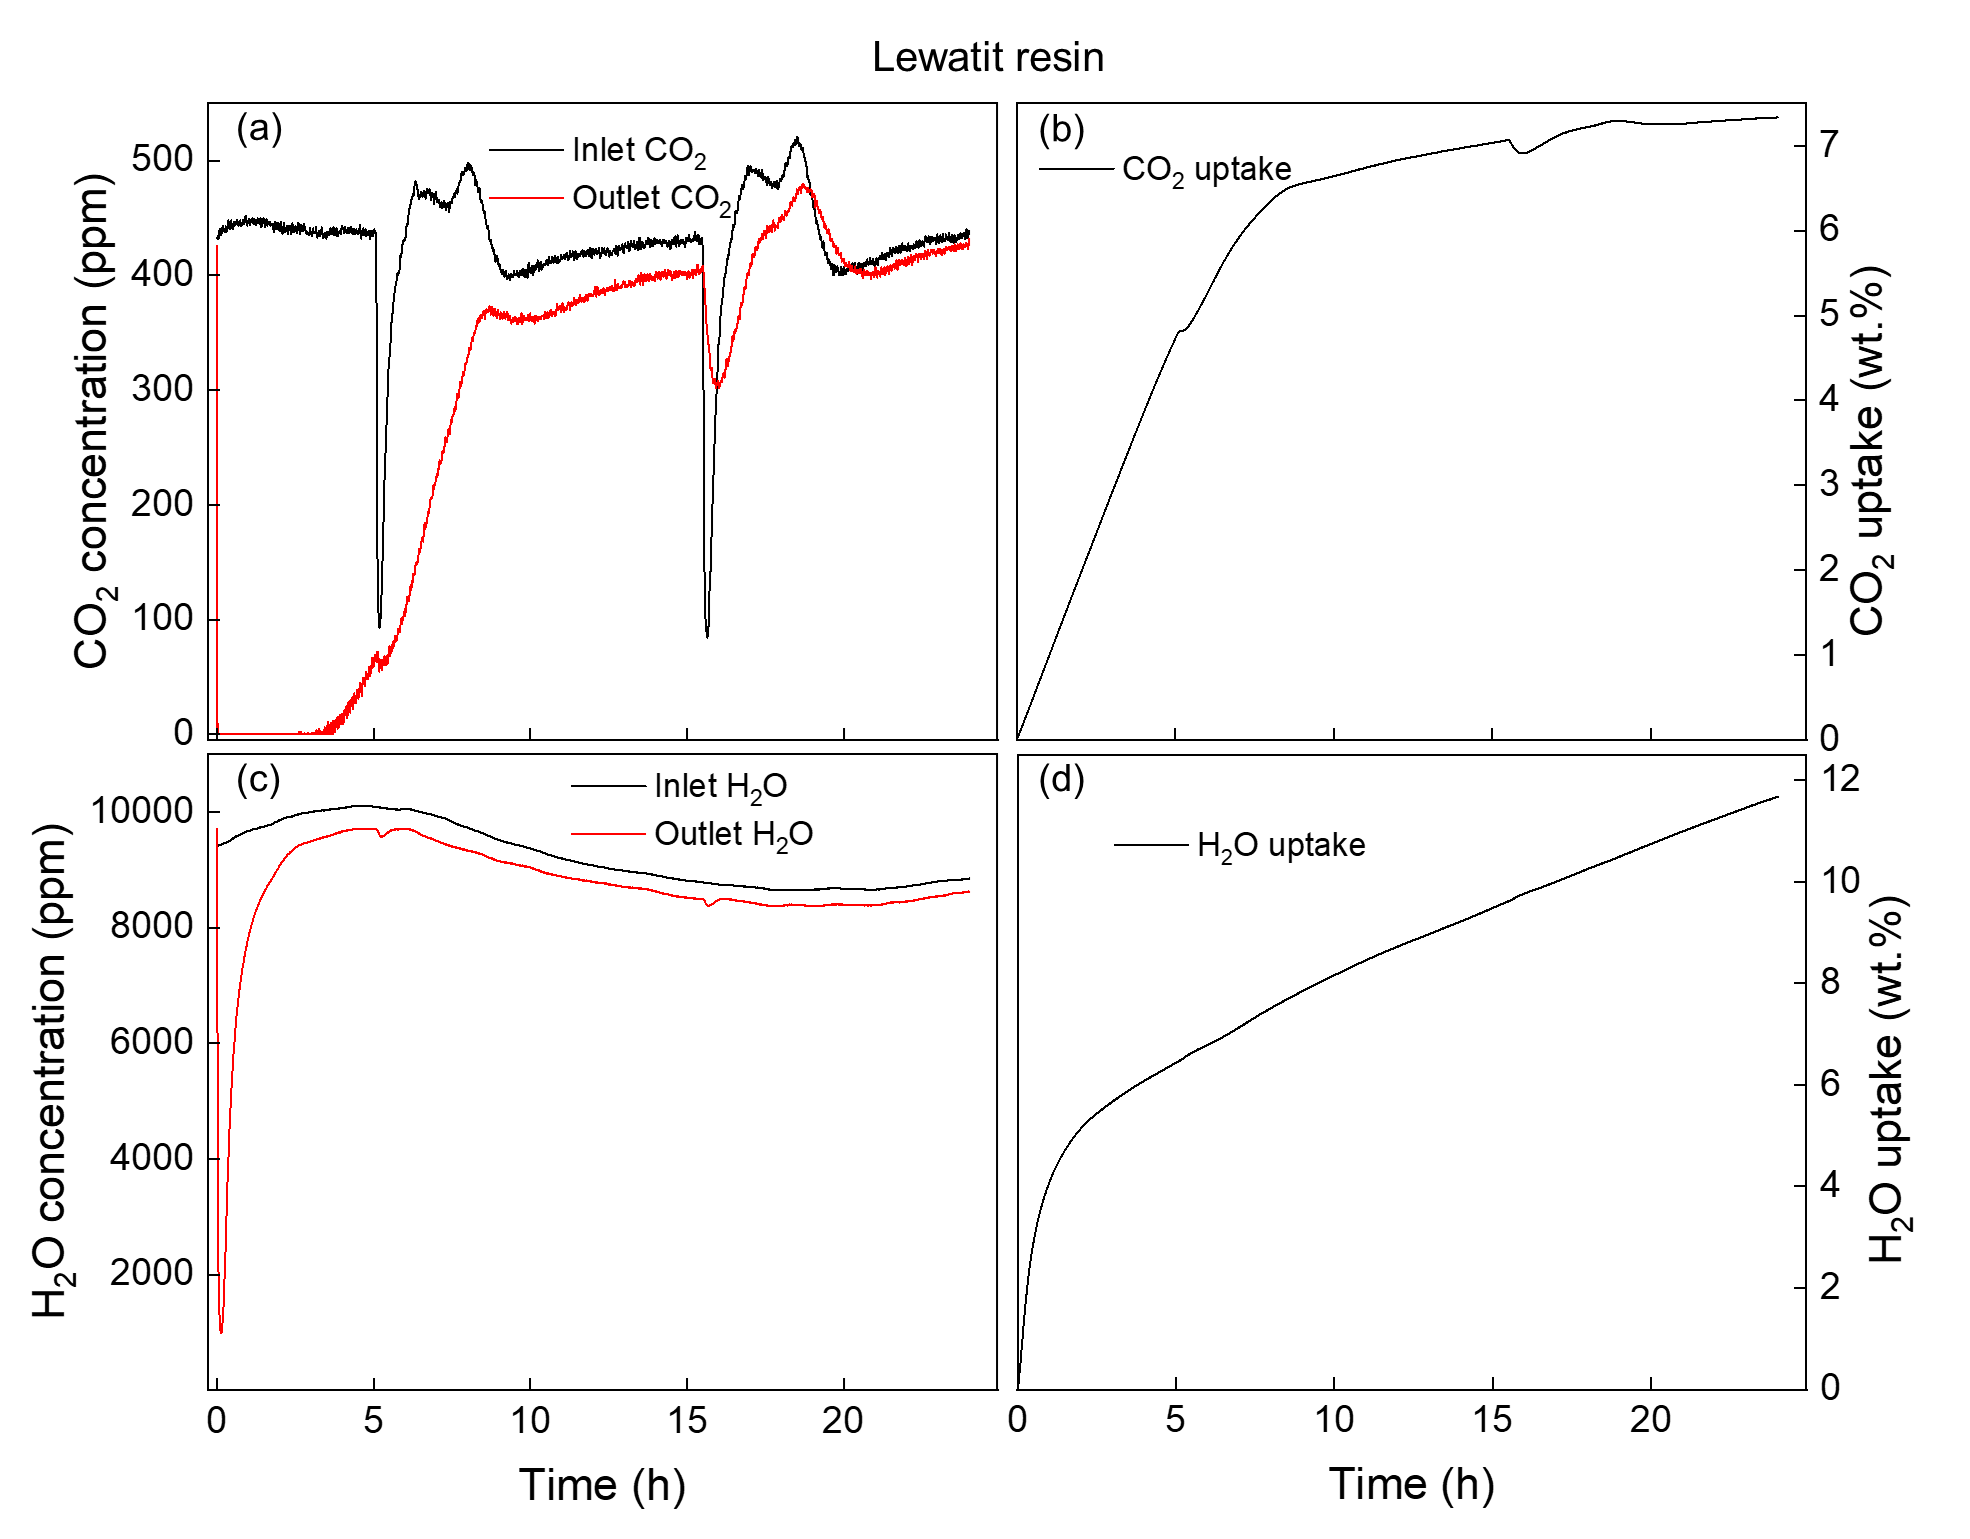 Lewatit resin
(a)
Inlet CO₂
Outlet CO₂
CO₂ concentration (ppm)
500
400
300
200
100
0
(b)
CO₂ uptake
CO₂ uptake (wt.%)
7
6
5
4
3
2
1
0
(c)
Inlet H₂O
Outlet H₂O
H₂O concentration (ppm)
10000
8000
6000
4000
2000
0 5 10 15 20
Time (h)
(d)
H₂O uptake
H₂O uptake (wt.%)
12
10
8
6
4
2
0
0 5 10 15 20
Time (h)